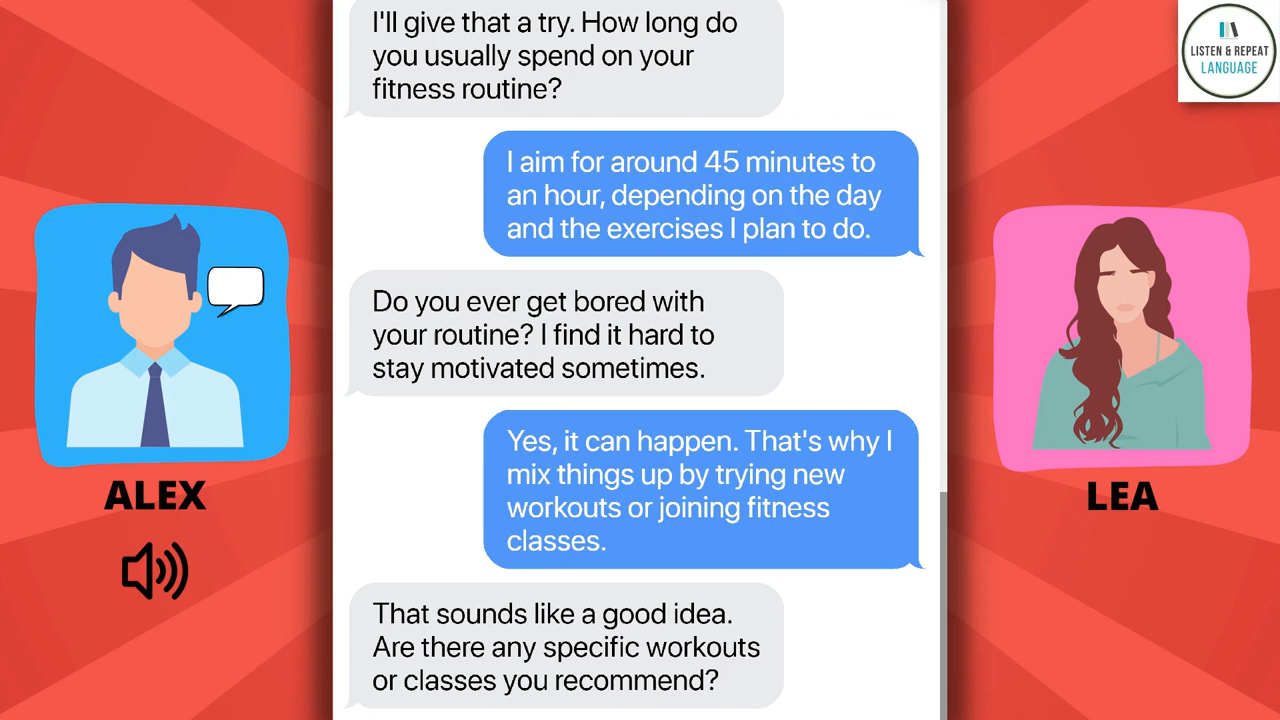 I'll give that a try. How long do
you usually spend on your
fitness routine?
LISTEN & REPEAT
LANGUAGE
I aim for around 45 minutes to
an hour, depending on the day
and the exercises I plan to do.
Do you ever get bored with
your routine? I find it hard to
stay motivated sometimes.
Yes, it can happen. That's why I
mix things up by trying new
workouts or joining fitness
classes.
ALEX
LEA
That sounds like a good idea.
Are there any specific workouts
or classes you recommend?